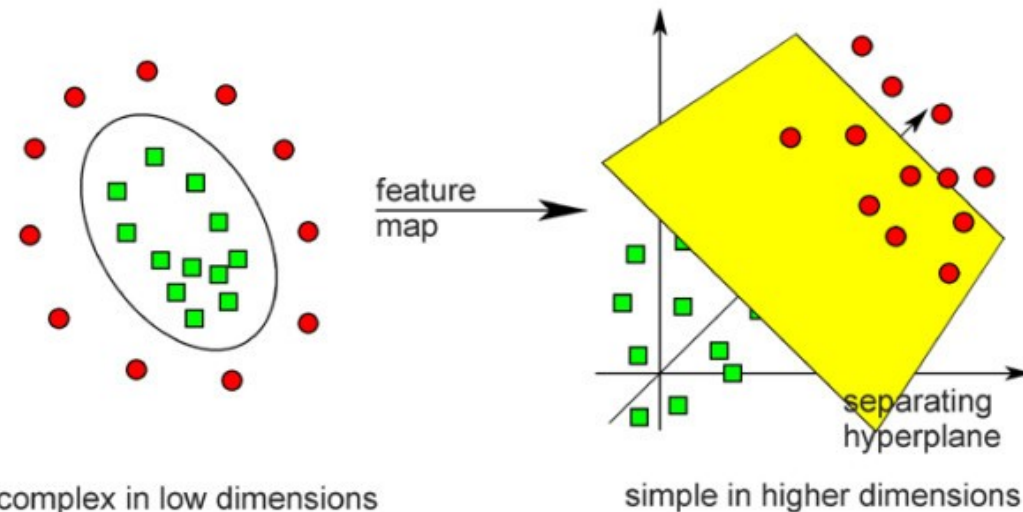 feature
map
separating
hyperplane
complex in low dimensions
simple in higher dimensions